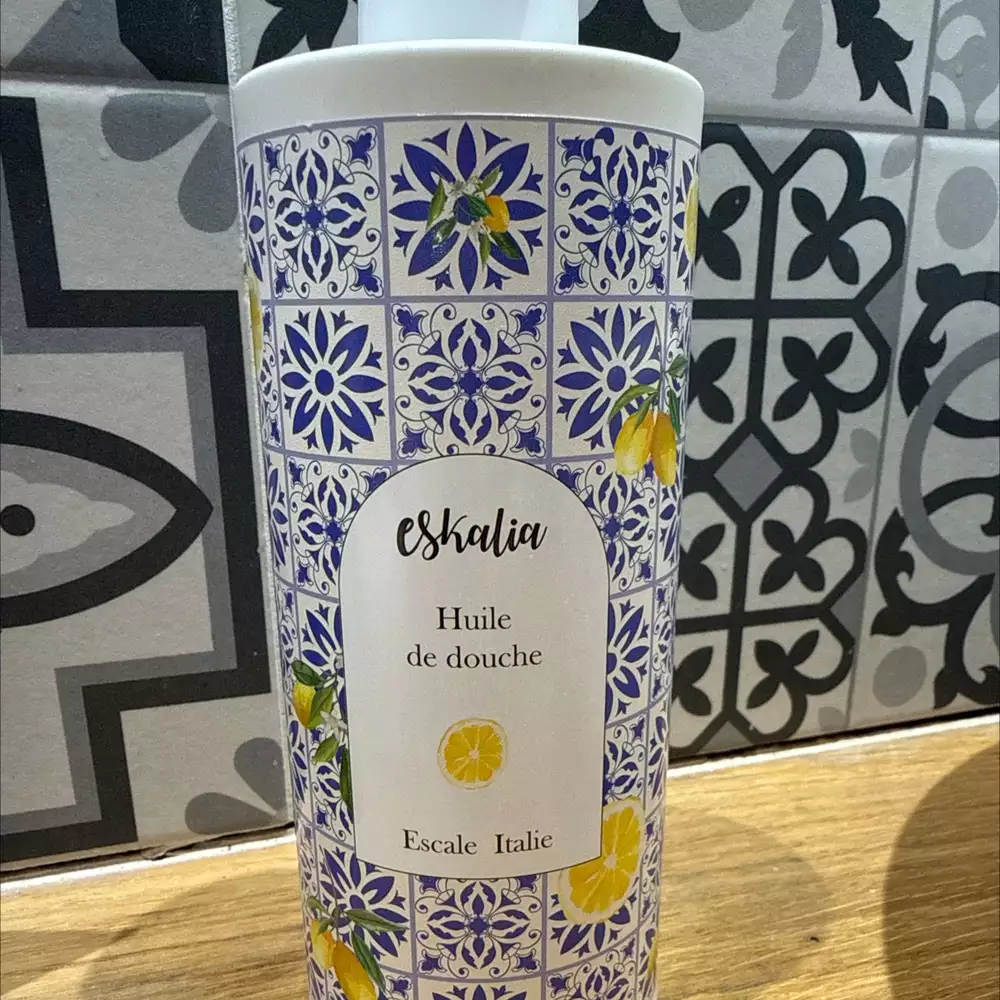 eskalia
Huile
de douche
Escale Italie